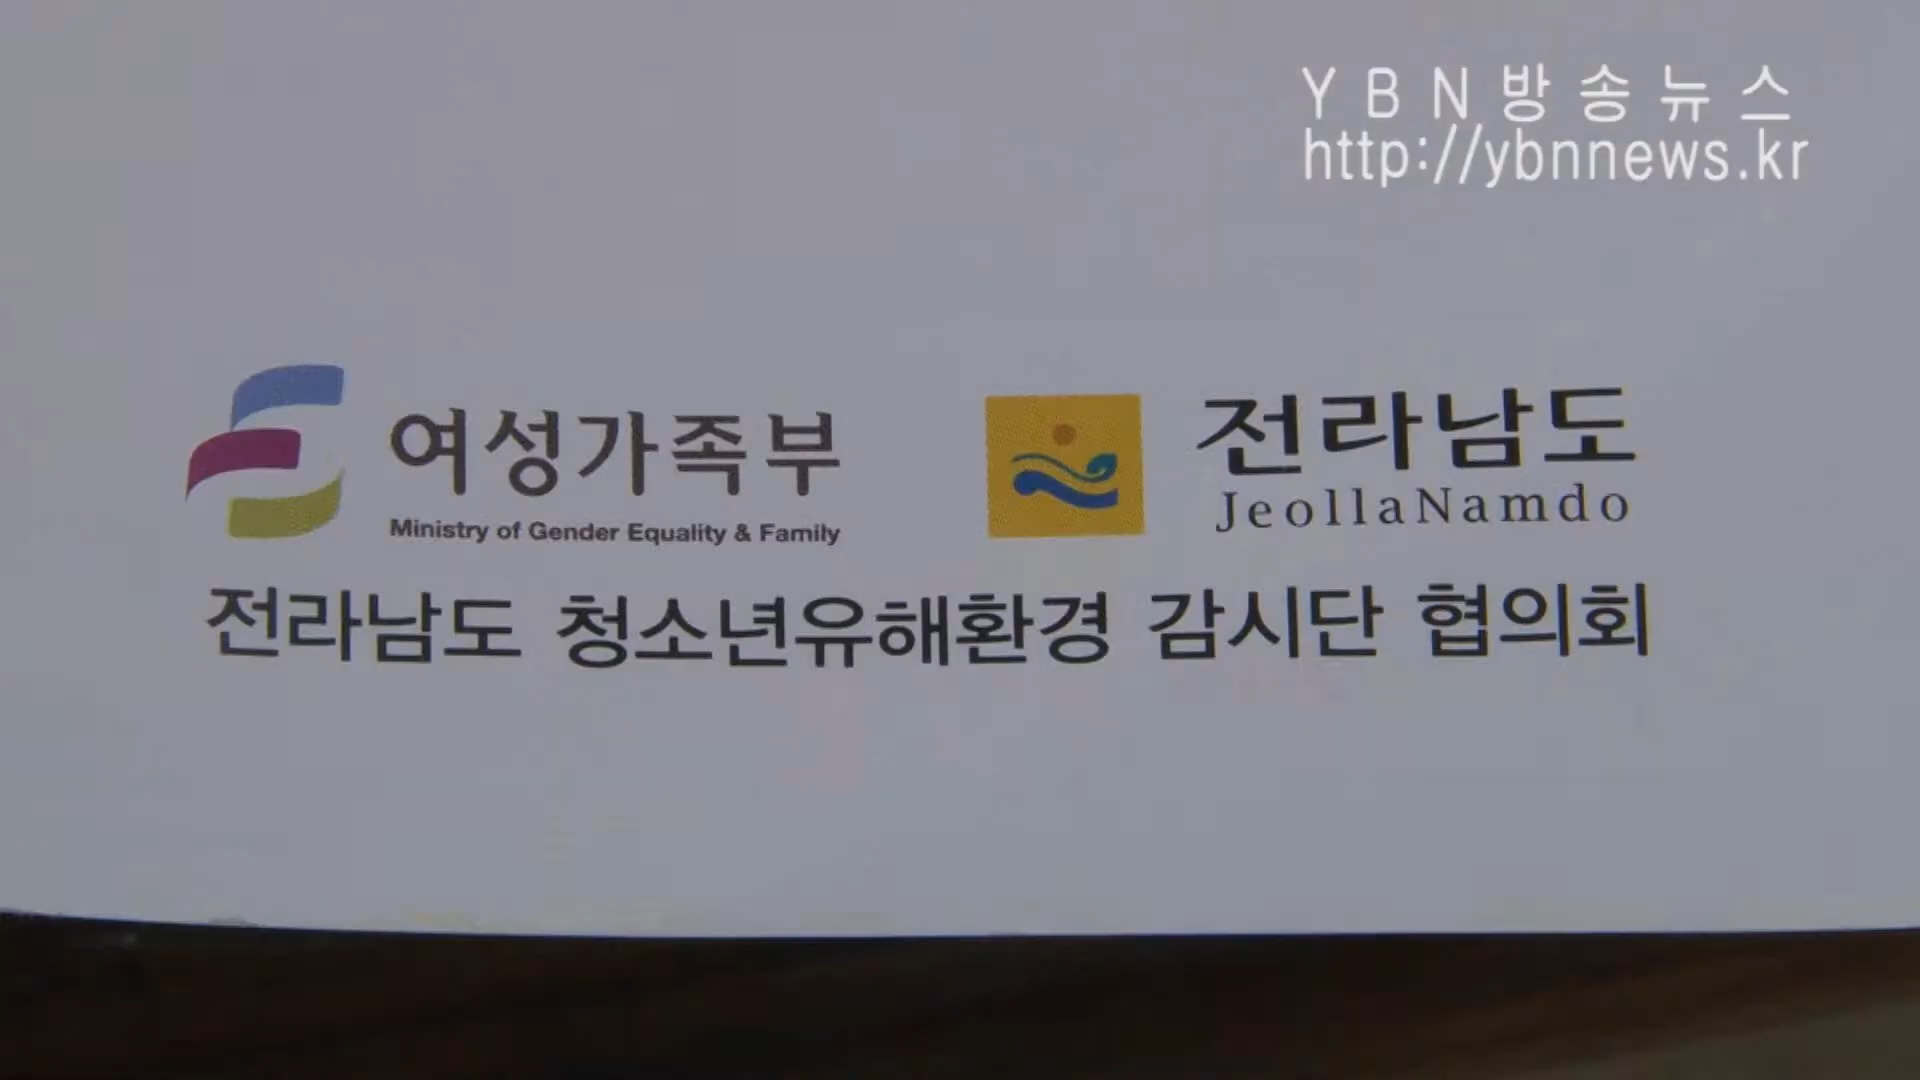 YBN방송뉴스
http://ybnnews.kr
여성가족부
Ministry of Gender Equality & Family
전라남도
JeollaNamdo
전라남도 청소년유해환경 감시단 협의회